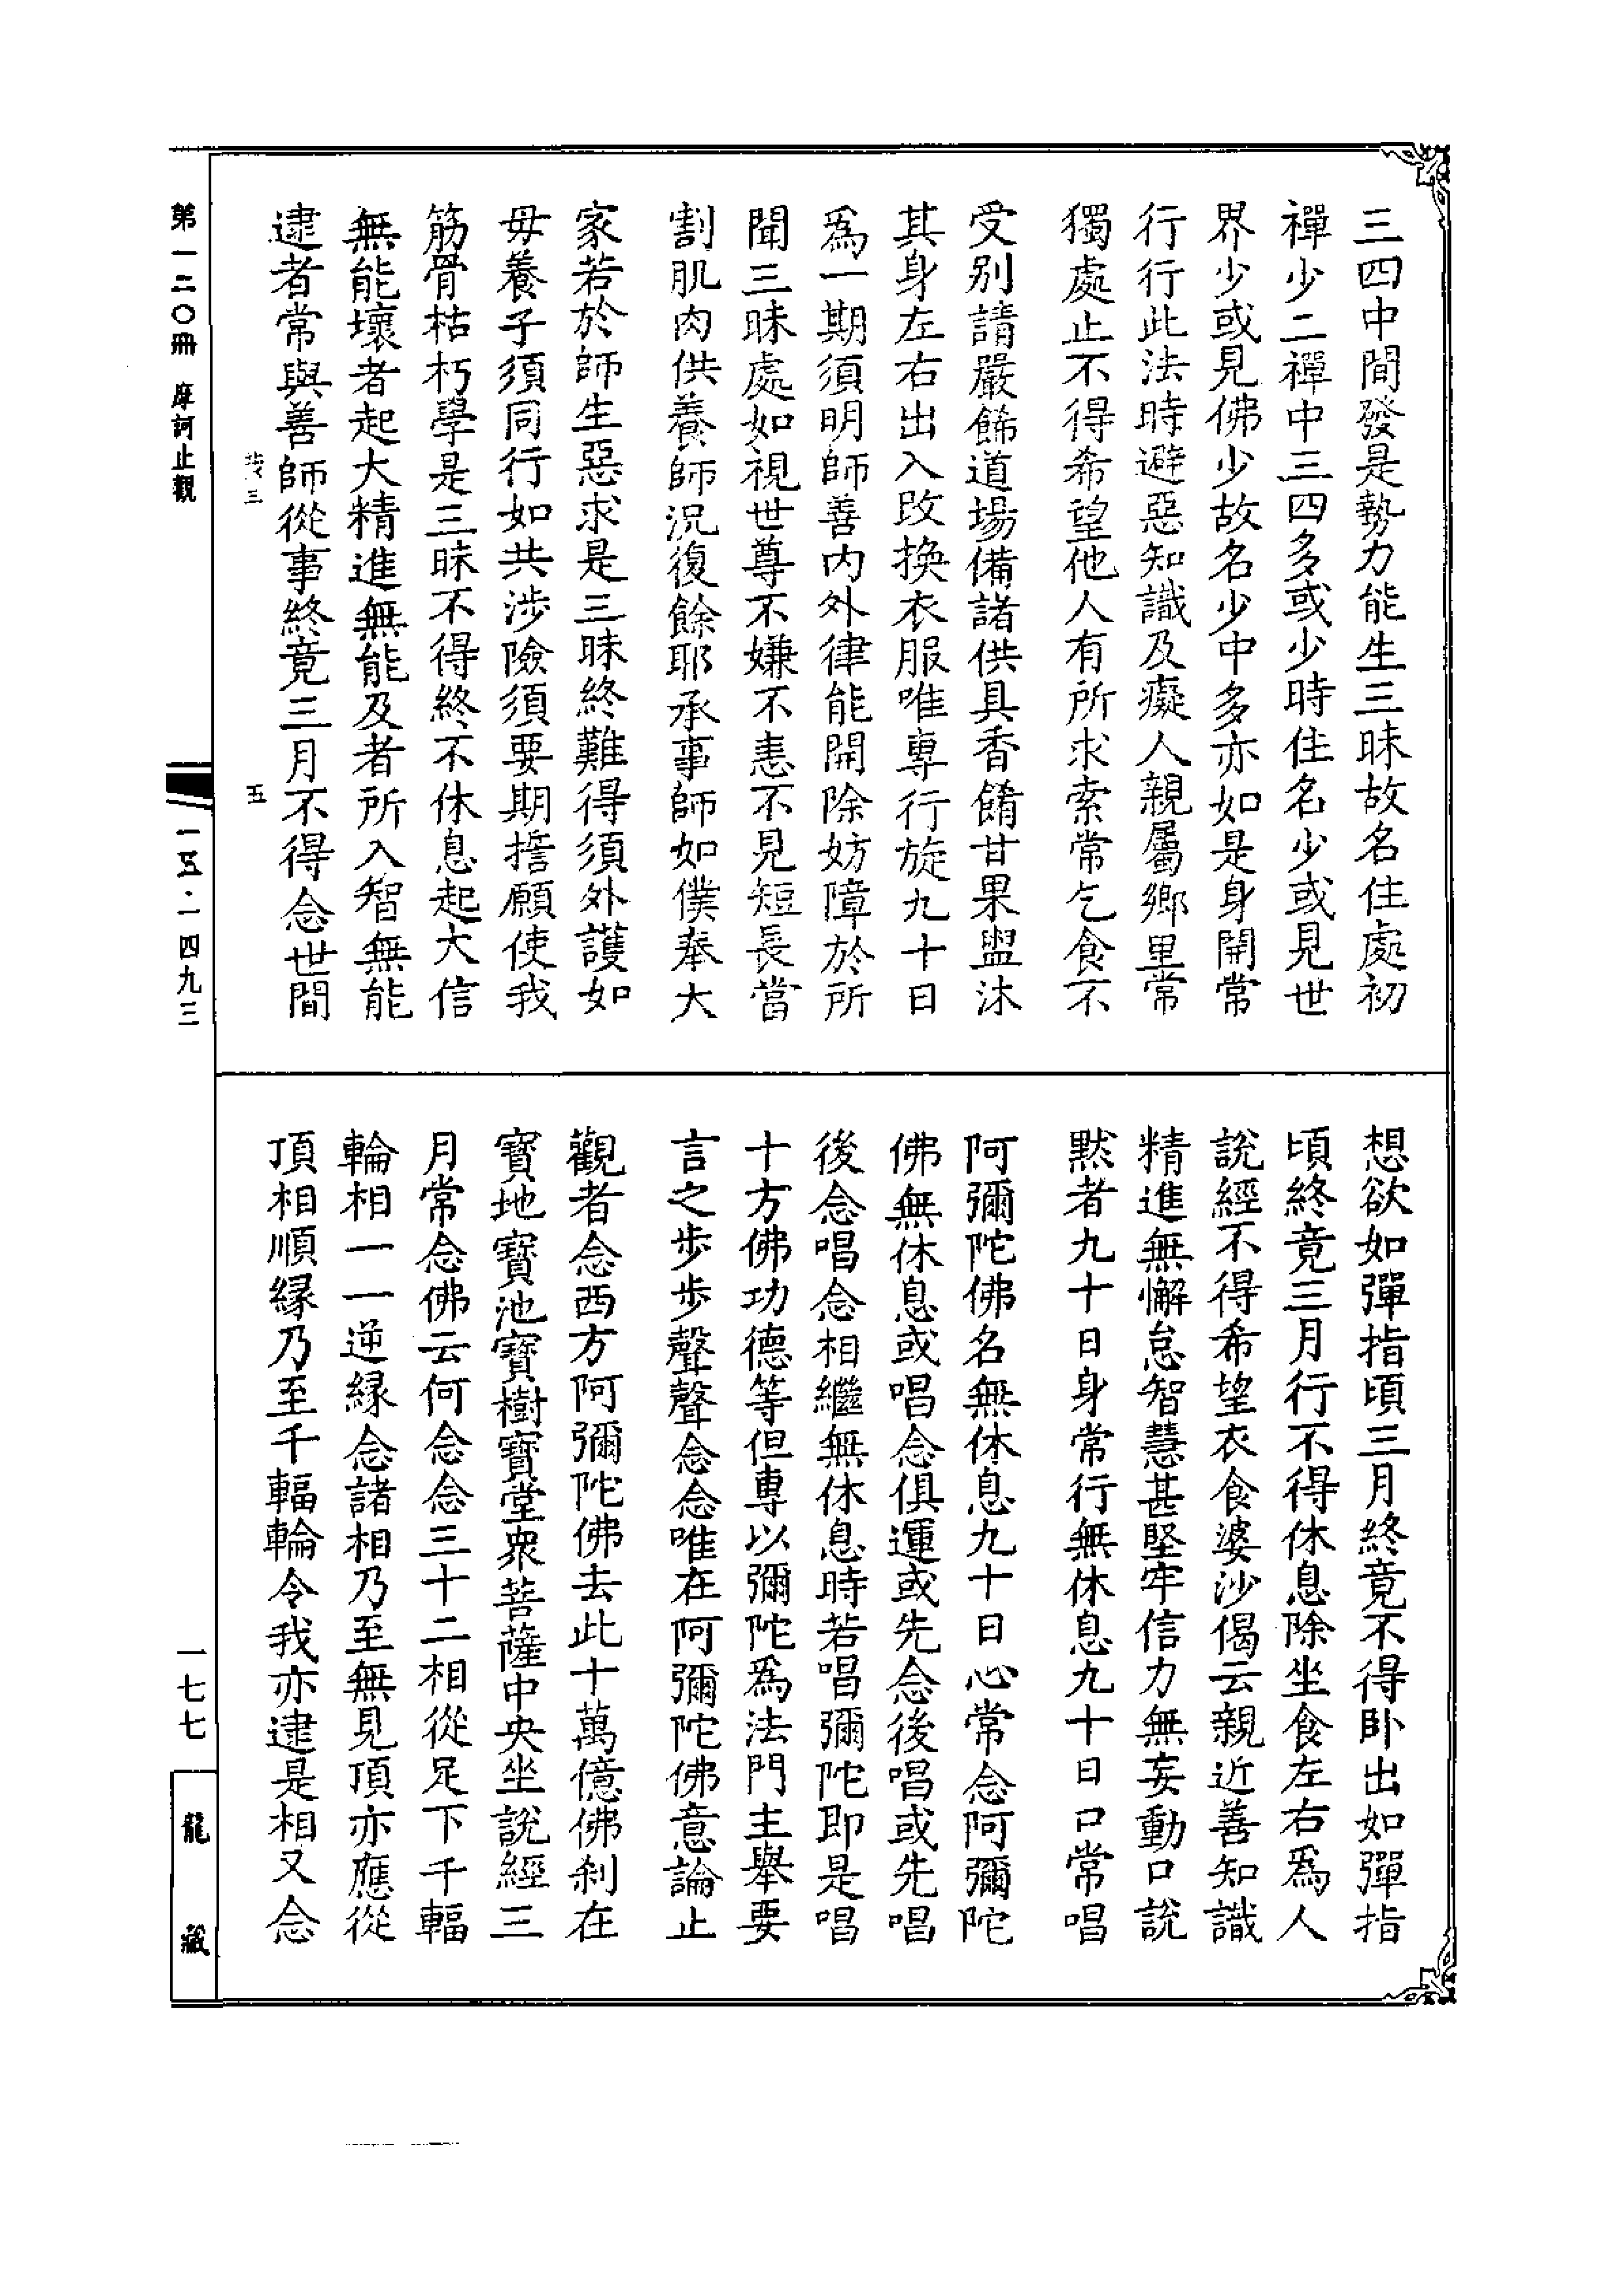 三四中間發是勢力能生三昧故名住處初
禪少二禪中三四多或少時住名少或見世
界少或見佛少故名少中多亦如是身開常
行行此法時避惡知識及癡人親屬鄉里常
獨處止不得希望他人有所求索常乞食不
受別請嚴飾道場備諸供具香餚甘果盥沐
其身左右出入改換衣服唯專行旋九十日
爲一期須明師善内外律能開除妨障於所
聞三昧處如視世尊不嫌不恚不見短長當
割肌肉供養師況復餘耶承事師如僕奉大
家若於師生惡求是三昧終難得須外護如
母養子須同行如共涉險須要期擔願使我
筋骨枯朽學是三昧不得終不休息起大信
無能壞者起大精進無能及者所入智無能
逮者常與善師從事終竟三月不得念世間
想欲如彈指頃三月終竟不得卧出如彈指
頃終竟三月行不得休息除坐食左右爲人
說經不得希望衣食婆沙偈云親近善知識
精進無懈怠智慧甚堅牢信力無妄動口說
默者九十日身常行無休息九十日口常唱
阿彌陀佛名無休息九十日心常念阿彌陀
佛無休息或唱念俱運或先念後唱或先唱
後念唱念相繼無休息時若唱彌陀即是唱
十方佛功德等但專以彌陀爲法門主舉要
言之步步聲聲念念唯在阿彌陀佛意論止
觀者念西方阿彌陀佛去此十萬億佛刹在
寶地寶池寶樹寶堂衆菩薩中央坐說經三
月常念佛云何念念三十二相從足下千輻
輪相一一逆緣念諸相乃至無見頂亦應從
頂相順緣乃至千輻輪令我亦逮是相又念
三
五
第一二〇冊 摩訶止觀
一五·一四九三
一七七
龍藏